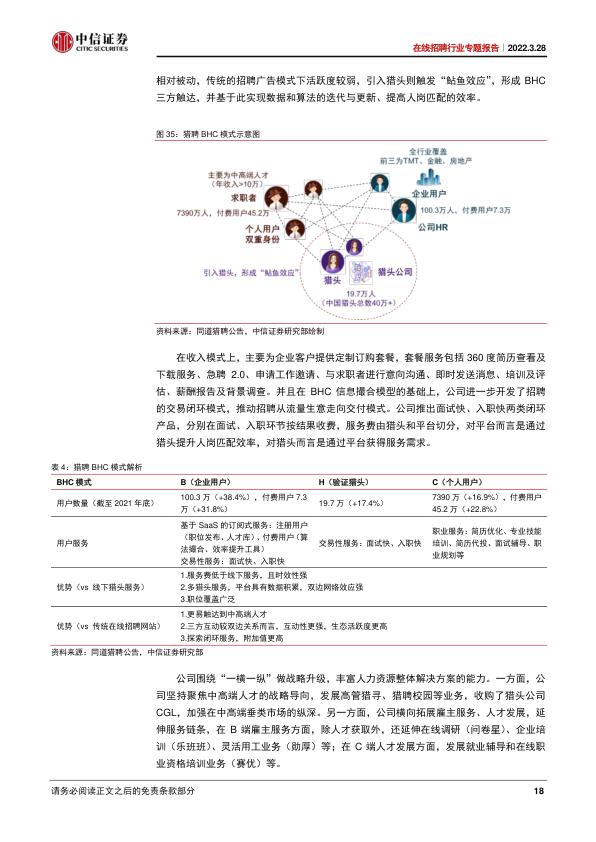 中信证券
CITIC SECURITIES
在线招聘行业专题报告｜2022.3.28
相对被动，传统的招聘广告模式下活跃度较弱，引入猎头则触发“鲇鱼效应”，形成 BHC
三方触达，并基于此实现数据和算法的迭代与更新、提高人岗匹配的效率。
图 35：猎聘 BHC 模式示意图
全行业覆盖
前三为TMT、金融、房地产
主要为中高端人才
（年收入>10万）
求职者
企业用户
7390万人，付费用户45.2万
100.3万人，付费用户7.3万
公司HR
个人用户
双重身份
引入猎头，形成“鲇鱼效应”
猎头
猎头公司
19.7万人
（中国猎头总数40万+）
资料来源：同道猎聘公告，中信证券研究部绘制
在收入模式上，主要为企业客户提供定制订购套餐，套餐服务包括 360 度简历查看及
下载服务、急聘 2.0、申请工作邀请、与求职者进行意向沟通、即时发送消息、培训及评
估、薪酬报告及背景调查。并且在 BHC 信息撮合模型的基础上，公司进一步开发了招聘
的交易闭环模式，推动招聘从流量生意走向交付模式。公司推出面试快、入职快两类闭环
产品，分别在面试、入职环节按结果收费，服务费由猎头和平台切分，对平台而言是通过
猎头提升人岗匹配效率，对猎头而言是通过平台获得服务需求。
表 4：猎聘 BHC 模式解析
BHC 模式 B（企业用户） H（验证猎头） C（个人用户）
用户数量（截至 2021 年底） 100.3 万（+38.4%），付费用户 7.3 19.7 万（+17.4%） 7390 万（+16.9%），付费用户
万（+31.8%） 45.2 万（+22.8%）
用户服务 基于 SaaS 的订阅式服务：注册用户
（职位发布、人才库）、付费用户（算
法撮合、效率提升工具）
交易性服务：面试快、入职快
交易性服务：面试快、入职快
职业服务：简历优化、专业技能
培训、简历代投、面试辅导、职
业规划等
优势（vs 线下猎头服务） 1.服务费低于线下服务，且时效性强
2.多猎头服务，平台具有数据积累，双边网络效应强
3.职位覆盖广泛
优势（vs 传统在线招聘网站） 1.更易触达到中高端人才
2.三方互动较双边关系而言，互动性更强，生态活跃度更高
3.探索闭环服务，附加值更高
资料来源：同道猎聘公告，中信证券研究部
公司围绕“一横一纵”做战略升级，丰富人力资源整体解决方案的能力。一方面，公
司坚持聚焦中高端人才的战略导向，发展高管猎寻、猎聘校园等业务，收购了猎头公司
CGL，加强在中高端垂类市场的纵深。另一方面，公司横向拓展雇主服务、人才发展，延
伸服务链条，在 B 端雇主服务方面，除人才获取外，还延伸在线调研（问卷星）、企业培
训（乐班班）、灵活用工业务（勋厚）等；在 C 端人才发展方面，发展就业辅导和在线职
业资格培训业务（赛优）等。
请务必阅读正文之后的免责条款部分
18